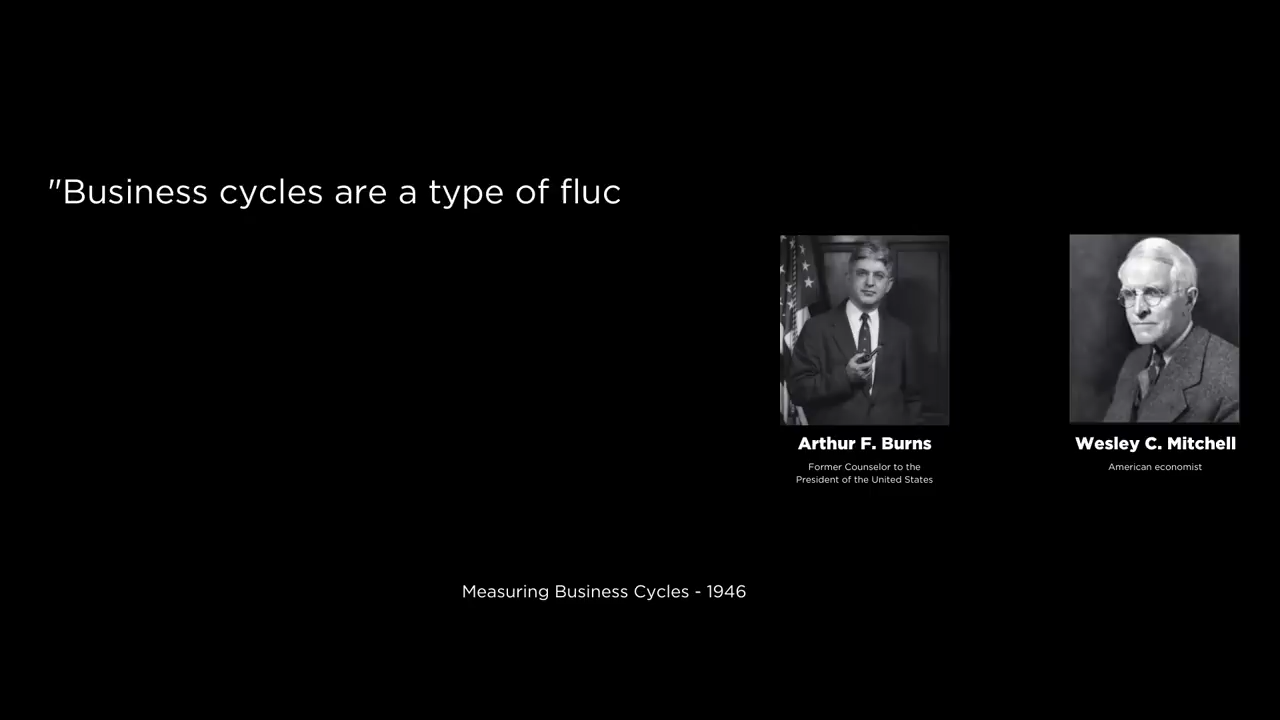 "Business cycles are a type of fluc
Arthur F. Burns
Former Counselor to the
President of the United States
Wesley C. Mitchell
American economist
Measuring Business Cycles - 1946